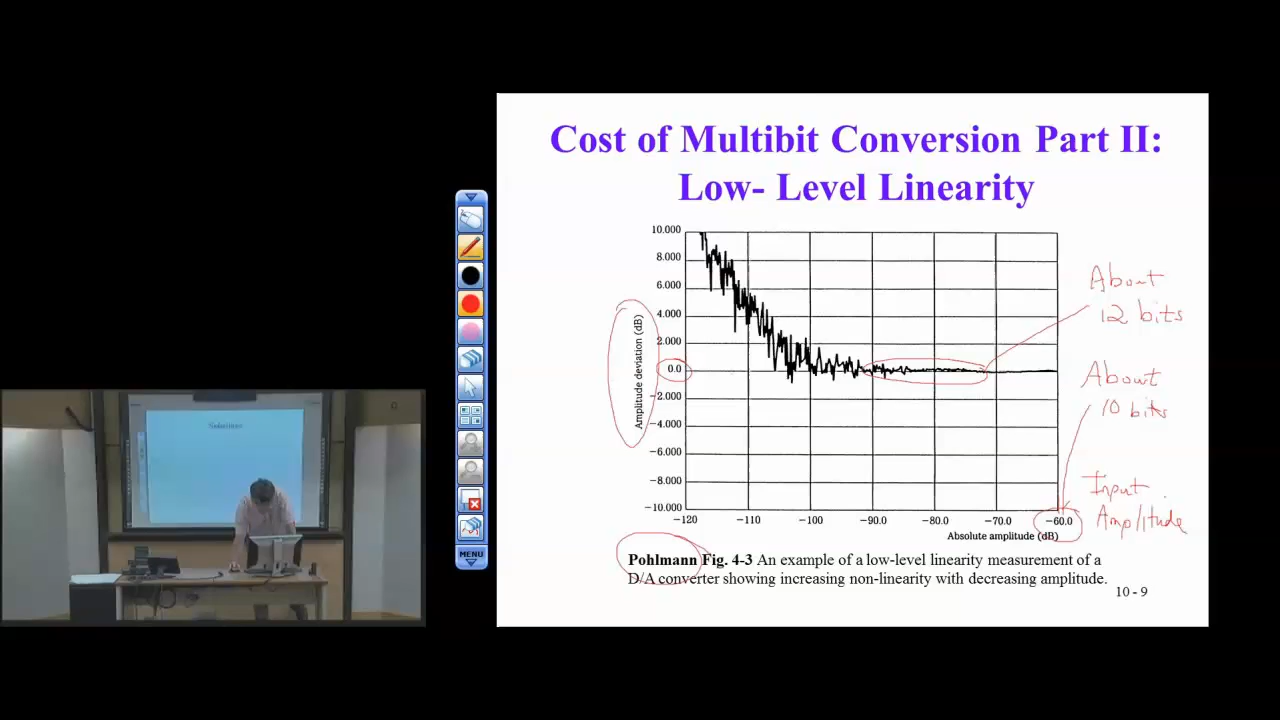 Cost of Multibit Conversion Part II:
Low- Level Linearity
10.000
8.000
6.000
4.000
2.000
0.0
−2.000
−4.000
−6.000
−8.000
−10.000
Amplitude deviation (dB)
−120 −110 −100 −90.0 −80.0 −70.0 −60.0
Absolute amplitude (dB)
About
12 bits
About
10 bits
Input
Amplitude
Pohlmann Fig. 4-3 An example of a low-level linearity measurement of a
D/A converter showing increasing non-linearity with decreasing amplitude.
10 - 9
MENU
Solutions